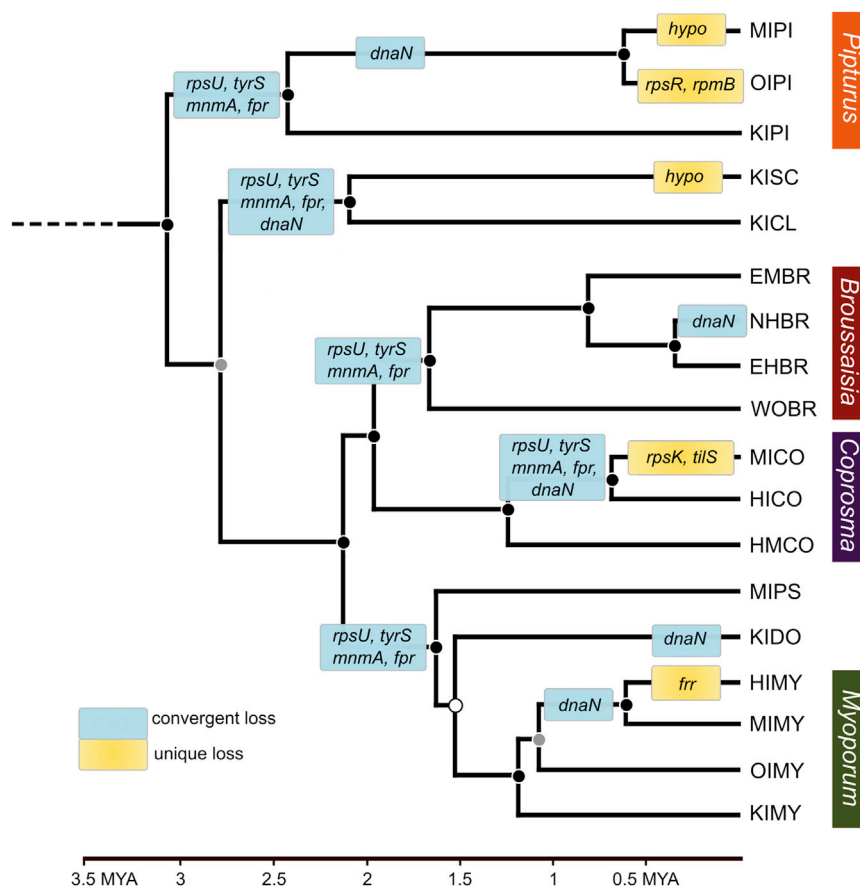 hypo
MIPI
dnaN
rpsU, tyrS
mnmA, fpr
rpsR, rpmB
OIPI
KIPI
Pipturus
rpsU, tyrS
mnmA, fpr,
dnaN
hypo
KISC
KICL
EMBR
dnaN
NHBR
rpsU, tyrS
mnmA, fpr
EHBR
WOBR
Broussaisia
rpsU, tyrS
mnmA, fpr,
dnaN
rpsK, tilS
MICO
HICO
HMCO
Coprosma
MIPS
rpsU, tyrS
mnmA, fpr
dnaN
KIDO
frr
HIMY
dnaN
MIMY
OIMY
KIMY
Myoporum
convergent loss
unique loss
3.5 MYA 3 2.5 2 1.5 1 0.5 MYA